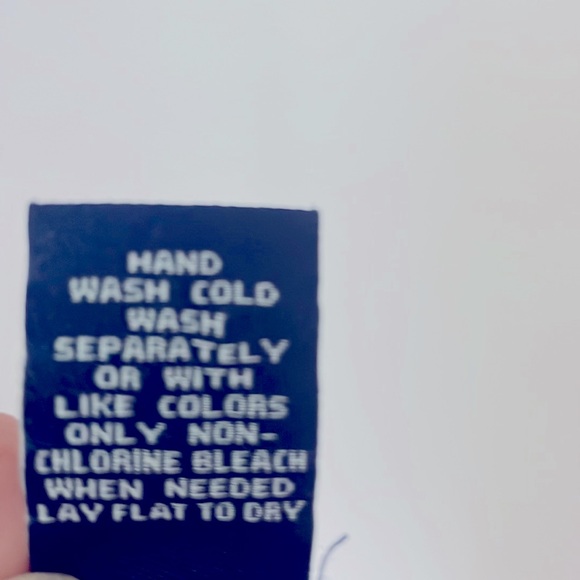 HAND
WASH COLD
WASH
SEPARATELY
OR WITH
LIKE COLORS
ONLY NON-
CHLORINE BLEACH
WHEN NEEDED
LAY FLAT TO DRY